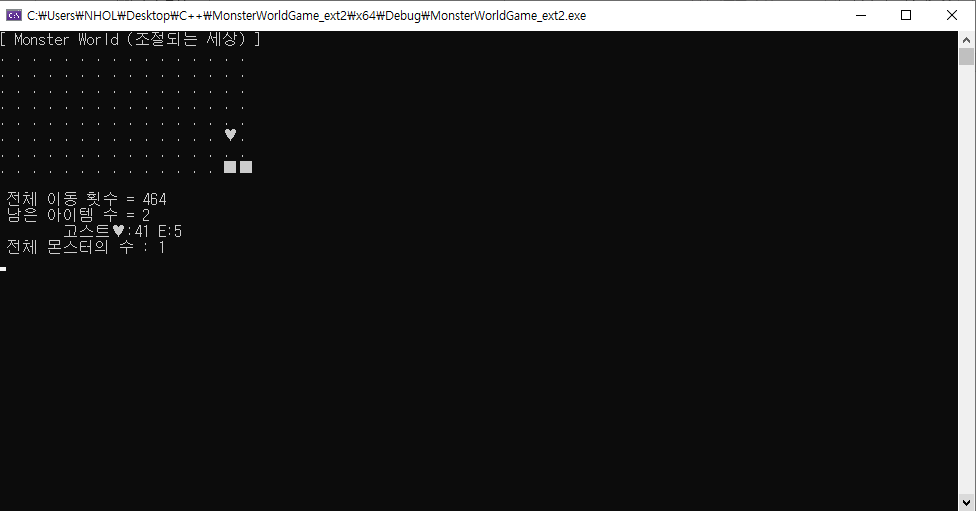 C:\Users\NHOL\Desktop\C++\MonsterWorldGame_ext2\x64\Debug\MonsterWorldGame_ext2.exe
[ Monster World (조절되는 세상) ]
. . . . . . . . . . . . . . . .
. . . . . . . . . . . . . . . .
. . . . . . . . . . . . . . . .
. . . . . . . . . . . . . . . .
. . . . . . . . . . . . . . . .
. . . . . . . . . . . . . . ♥.
. . . . . . . . . . . . . . . .
. . . . . . . . . . . . . . ■■
전체 이동 횟수 = 464
남은 아이템 수 = 2
고스트♥:41 E:5
전체 몬스터의 수 : 1